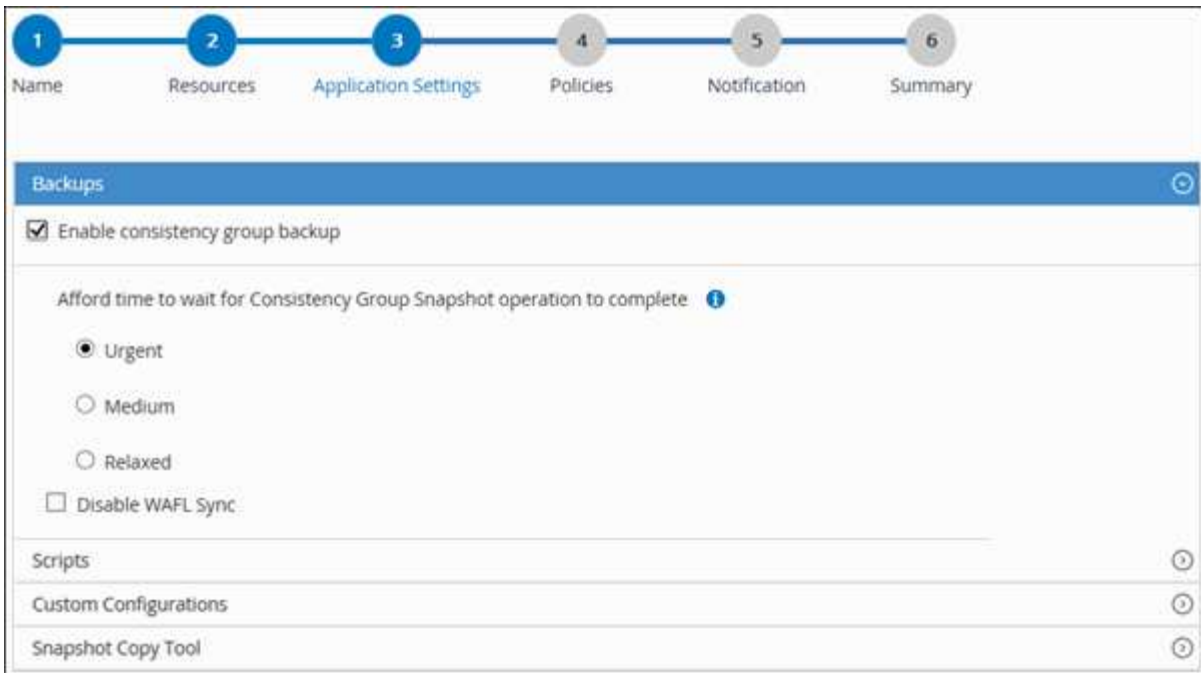 1 2 3 4 5 6
Name Resources Application Settings Policies Notification Summary
Backups
Enable consistency group backup
Afford time to wait for Consistency Group Snapshot operation to complete
Urgent
Medium
Relaxed
Disable WAFL Sync
Scripts
Custom Configurations
Snapshot Copy Tool